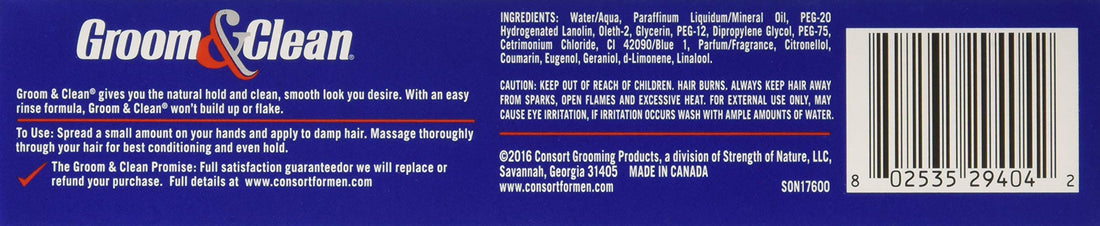 Groom&Clean®
Groom & Clean® gives you the natural hold and clean, smooth look you desire. With an easy
rinse formula, Groom & Clean® won't build up or flake.
To Use: Spread a small amount on your hands and apply to damp hair. Massage thoroughly
through your hair for best conditioning and even hold.
The Groom & Clean Promise: Full satisfaction guaranteedor we will replace or
refund your purchase. Full details at www.consortformen.com
INGREDIENTS: Water/Aqua, Paraffinum Liquidum/Mineral Oil, PEG-20
Hydrogenated Lanolin, Oleth-2, Glycerin, PEG-12, Dipropylene Glycol, PEG-75,
Cetrimonium Chloride, CI 42090/Blue 1, Parfum/Fragrance, Citronellol,
Coumarin, Eugenol, Geraniol, d-Limonene, Linalool.
CAUTION: KEEP OUT OF REACH OF CHILDREN. HAIR BURNS. ALWAYS KEEP HAIR AWAY
FROM SPARKS, OPEN FLAMES AND EXCESSIVE HEAT. FOR EXTERNAL USE ONLY, MAY
CAUSE EYE IRRITATION, IF IRRITATION OCCURS WASH WITH AMPLE AMOUNTS OF WATER.
©2016 Consort Grooming Products, a division of Strength of Nature, LLC,
Savannah, Georgia 31405 MADE IN CANADA
www.consortformen.com SON17600
8 02535 29404 2